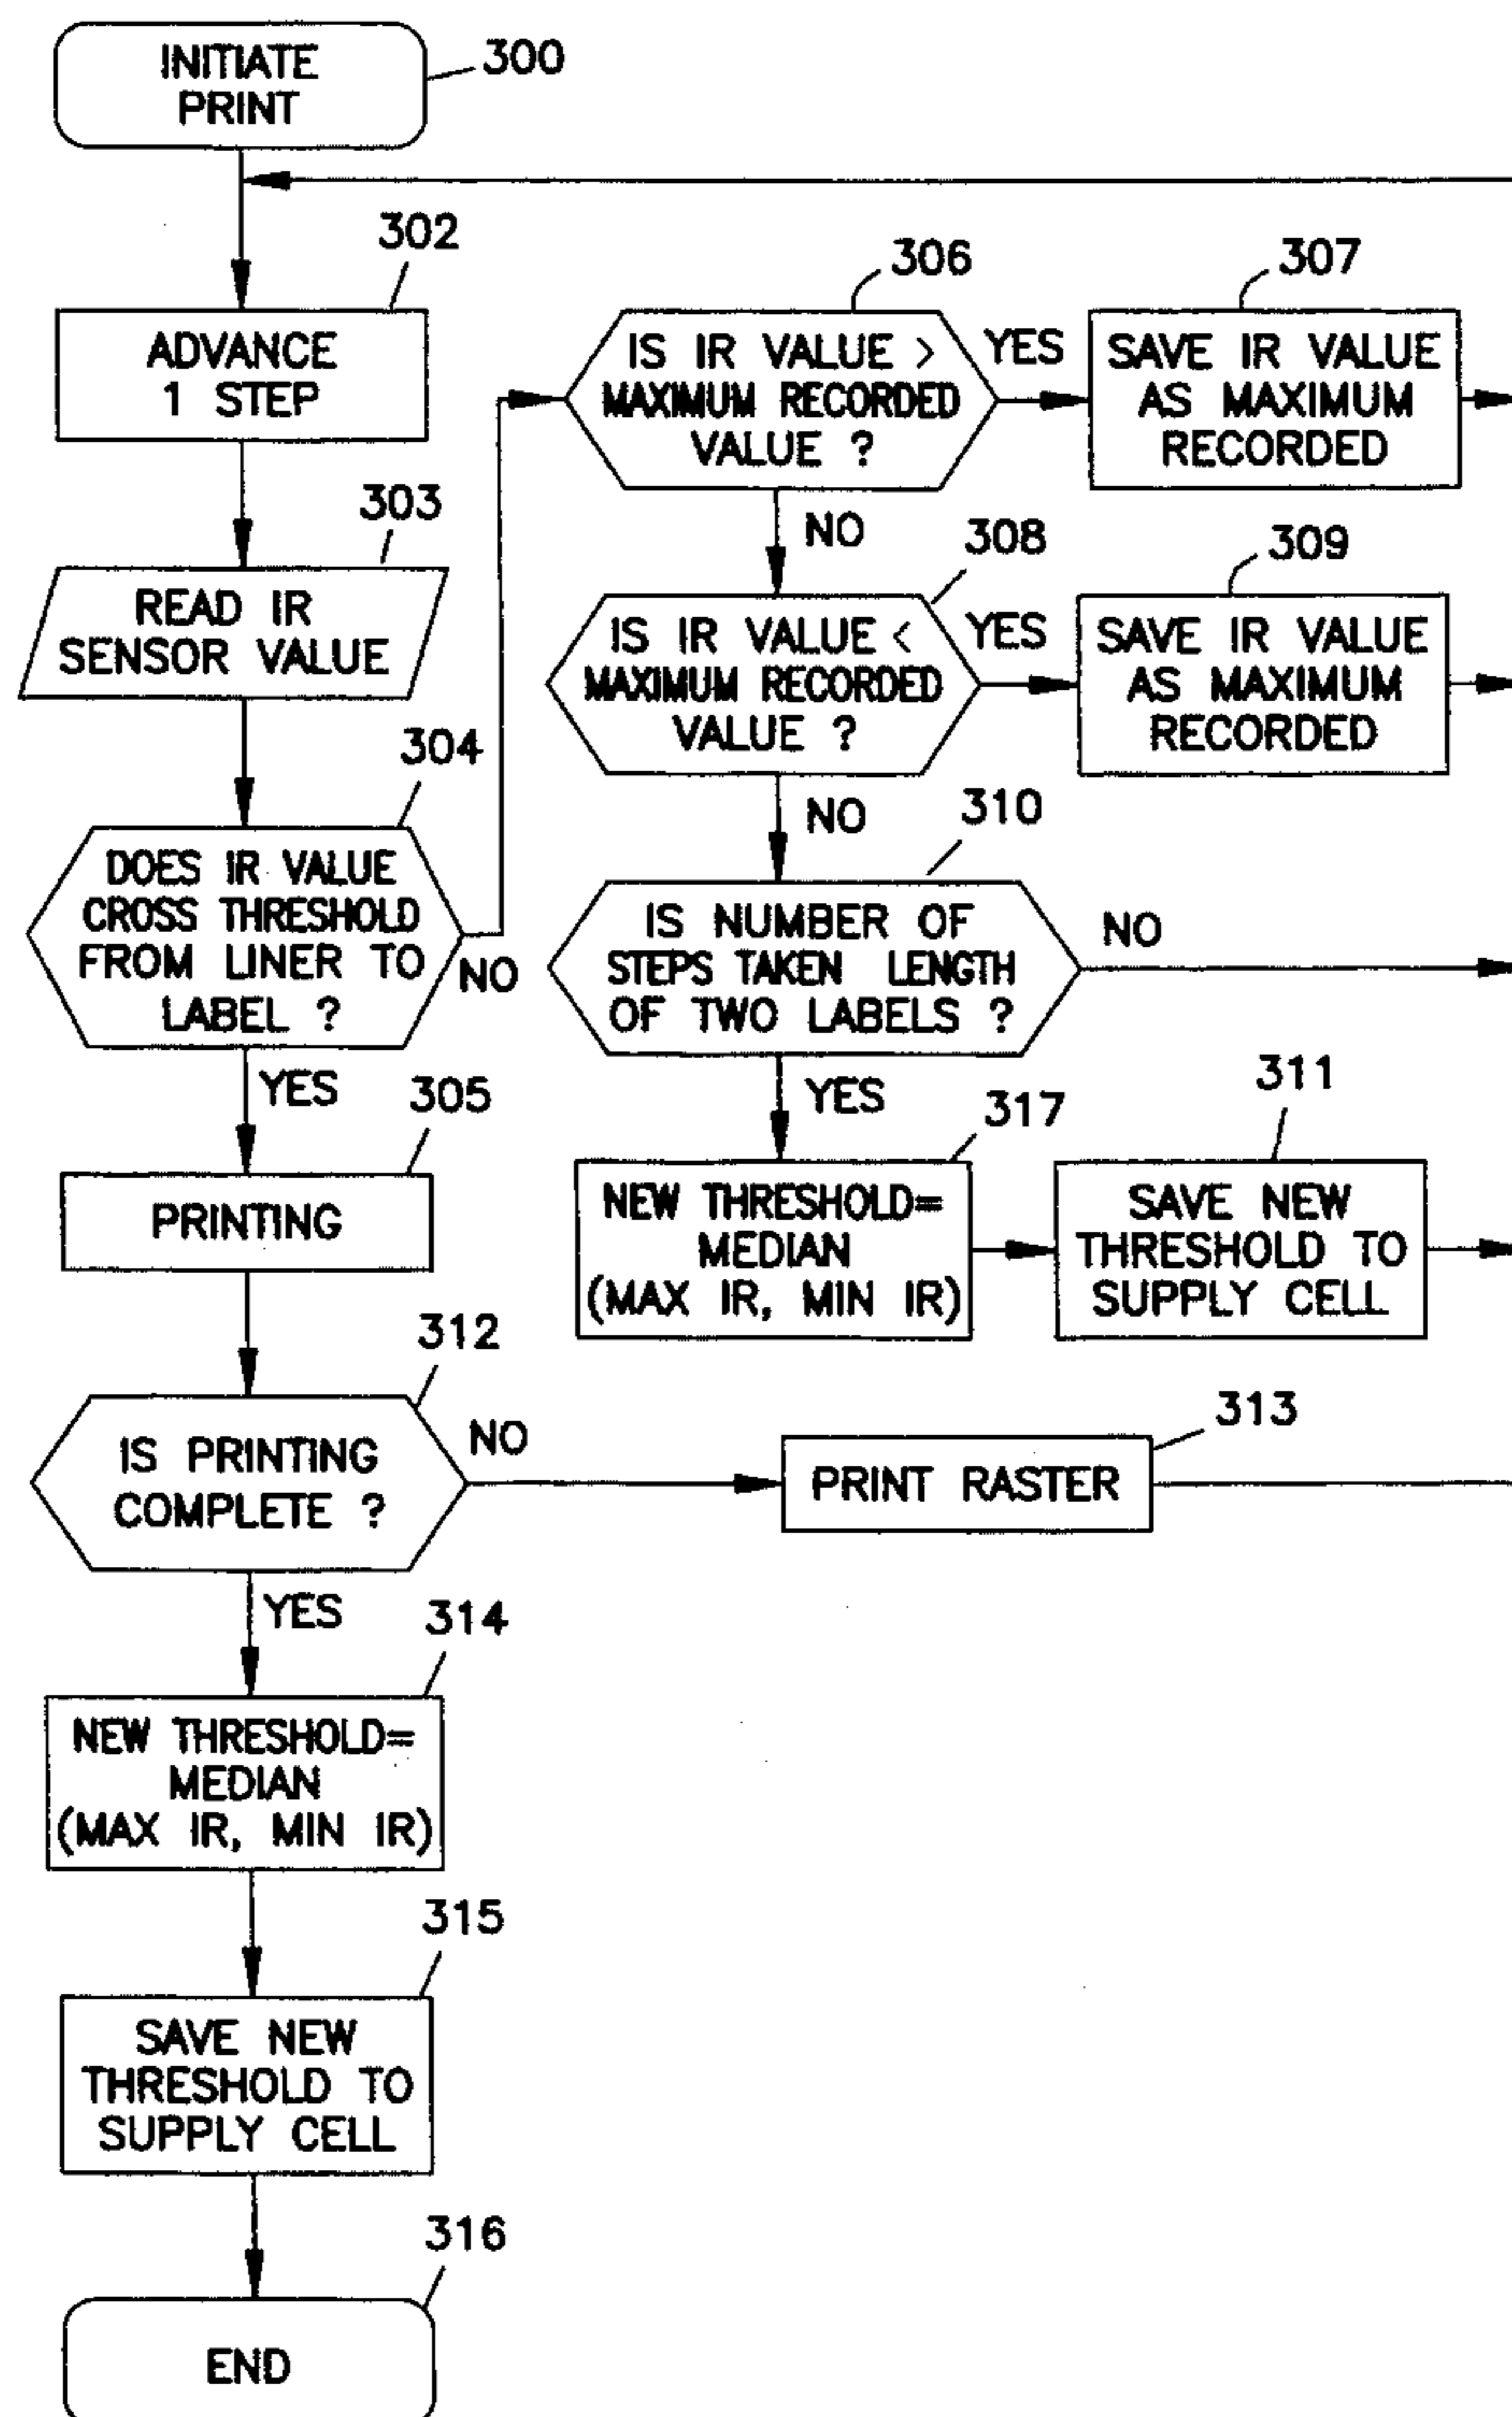 INITIATE
PRINT
300
302
ADVANCE
1 STEP
303
READ IR
SENSOR VALUE
304
DOES IR VALUE
CROSS THRESHOLD
FROM LINER TO
LABEL ?
NO
YES
305
PRINTING
306
IS IR VALUE >
MAXIMUM RECORDED
VALUE ?
YES
NO
307
SAVE IR VALUE
AS MAXIMUM
RECORDED
308
IS IR VALUE <
MAXIMUM RECORDED
VALUE ?
YES
NO
309
SAVE IR VALUE
AS MAXIMUM
RECORDED
310
IS NUMBER OF
STEPS TAKEN LENGTH
OF TWO LABELS ?
NO
YES
317
NEW THRESHOLD=
MEDIAN
(MAX IR, MIN IR)
311
SAVE NEW
THRESHOLD TO
SUPPLY CELL
312
IS PRINTING
COMPLETE ?
NO
YES
313
PRINT RASTER
314
NEW THRESHOLD=
MEDIAN
(MAX IR, MIN IR)
315
SAVE NEW
THRESHOLD TO
SUPPLY CELL
316
END